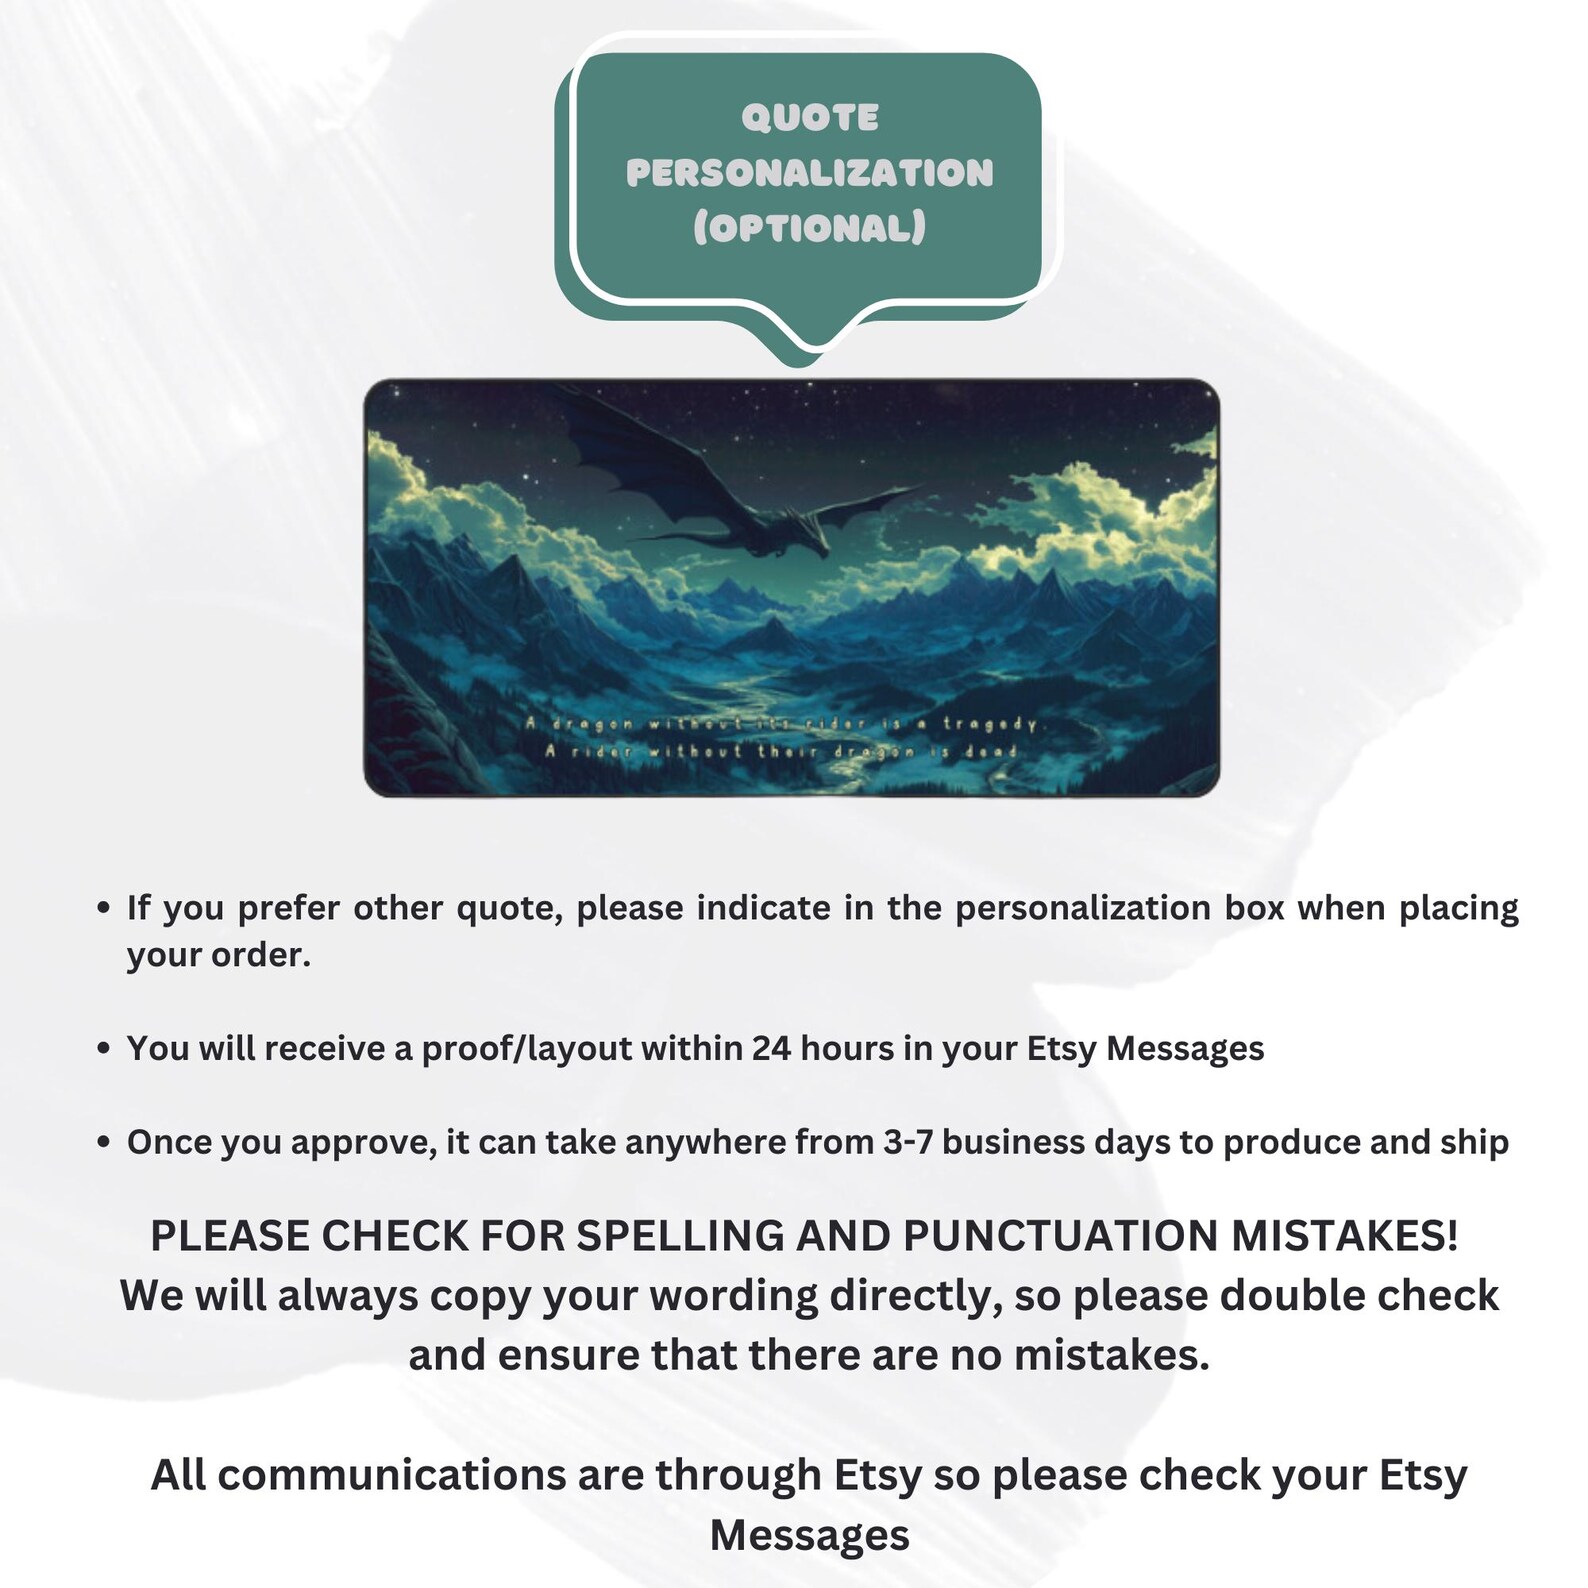 QUOTE
PERSONALIZATION
(OPTIONAL)
A dragon without its rider is a tragedy.
A rider without their dragon is dead.
• If you prefer other quote, please indicate in the personalization box when placing
your order.
• You will receive a proof/layout within 24 hours in your Etsy Messages
• Once you approve, it can take anywhere from 3-7 business days to produce and ship
PLEASE CHECK FOR SPELLING AND PUNCTUATION MISTAKES!
We will always copy your wording directly, so please double check
and ensure that there are no mistakes.
All communications are through Etsy so please check your Etsy
Messages